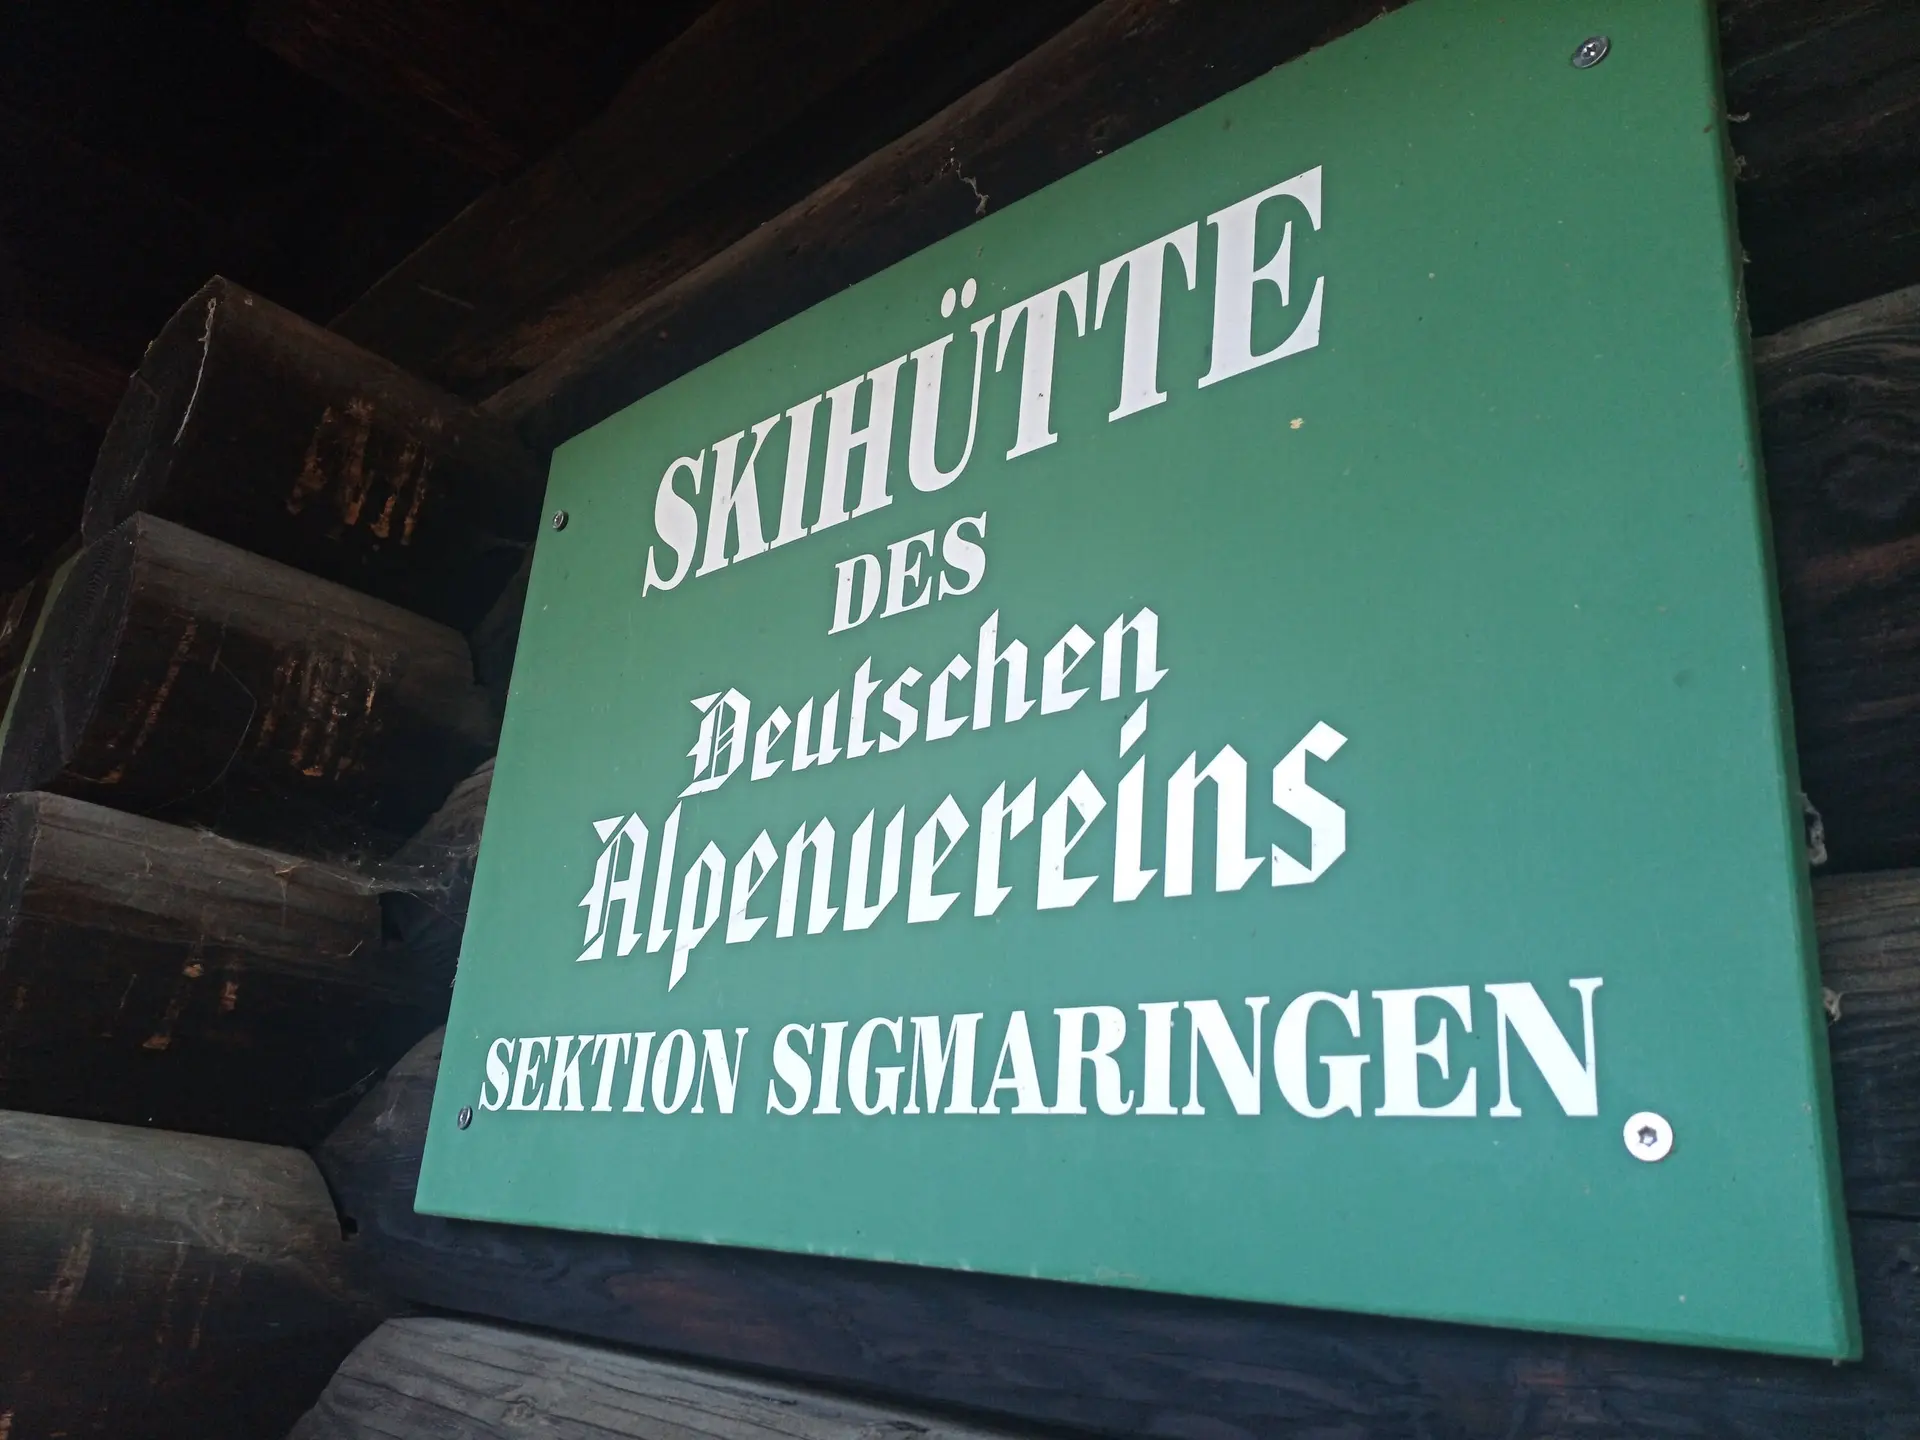 SKIHÜTTE
DES
Deutschen
Alpenvereins
SEKTION SIGMARINGEN